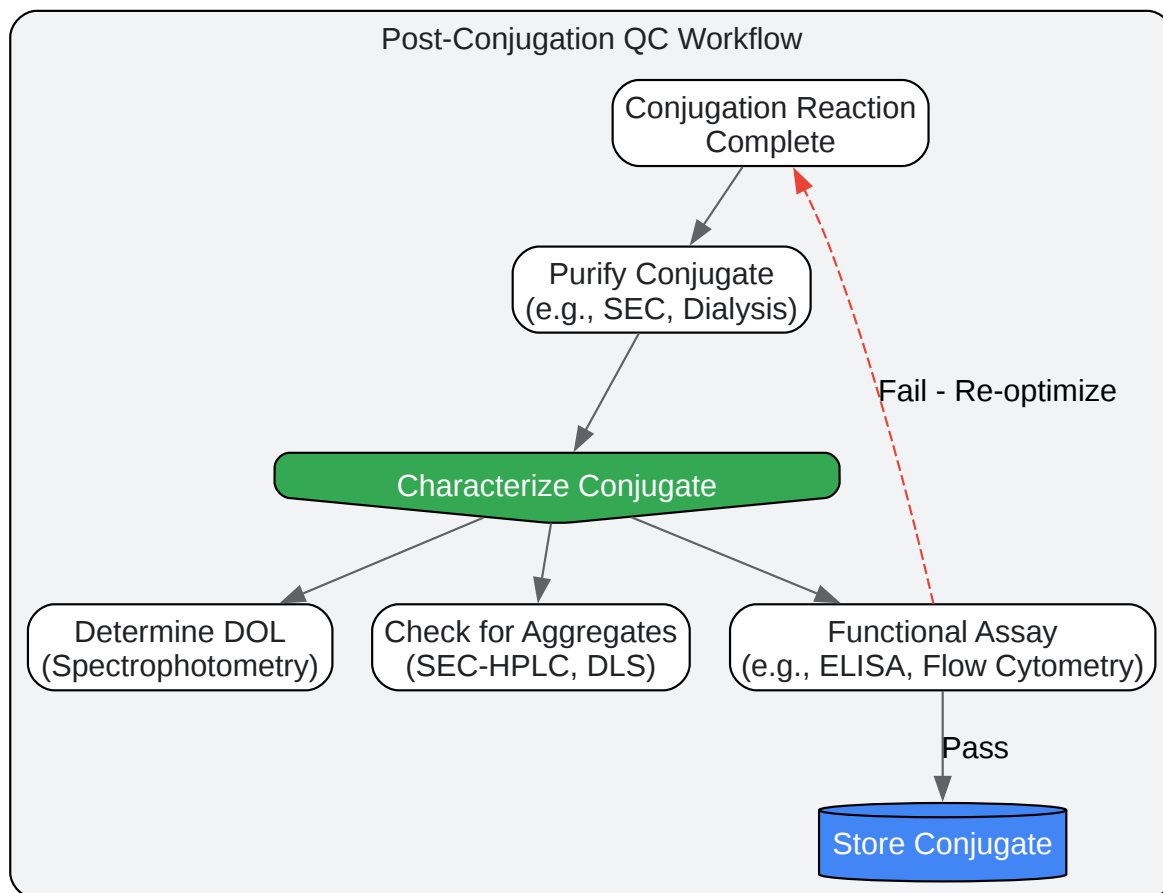 Post-Conjugation QC Workflow
Conjugation Reaction
Complete
Purify Conjugate
(e.g., SEC, Dialysis)
Fail - Re-optimize
Characterize Conjugate
Determine DOL
(Spectrophotometry)
Check for Aggregates
(SEC-HPLC, DLS)
Functional Assay
(e.g., ELISA, Flow Cytometry)
Pass
Store Conjugate